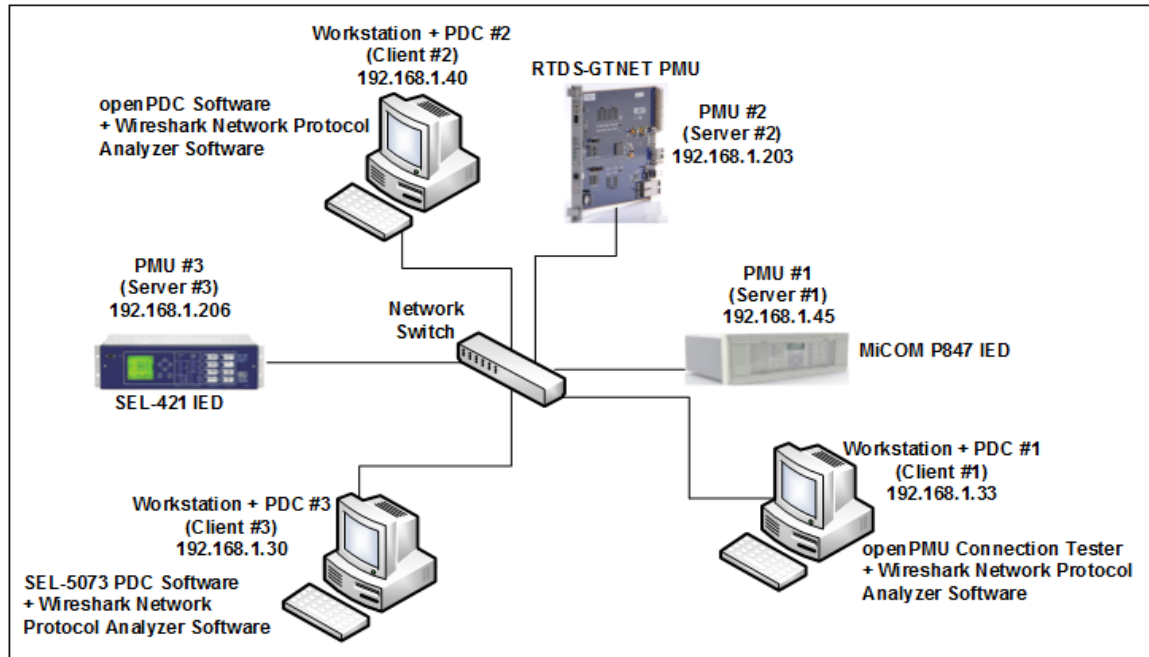 Workstation + PDC #2
(Client #2)
192.168.1.40
openPDC Software
+ Wireshark Network Protocol
Analyzer Software
RTDS-GTNET PMU
PMU #2
(Server #2)
192.168.1.203
PMU #3
(Server #3)
192.168.1.206
SEL-421 IED
Network
Switch
PMU #1
(Server #1)
192.168.1.45
MiCOM P847 IED
Workstation + PDC #3
(Client #3)
192.168.1.30
SEL-5073 PDC Software
+ Wireshark Network
Protocol Analyzer Software
Workstation + PDC #1
(Client #1)
192.168.1.33
openPMU Connection Tester
+ Wireshark Network Protocol
Analyzer Software